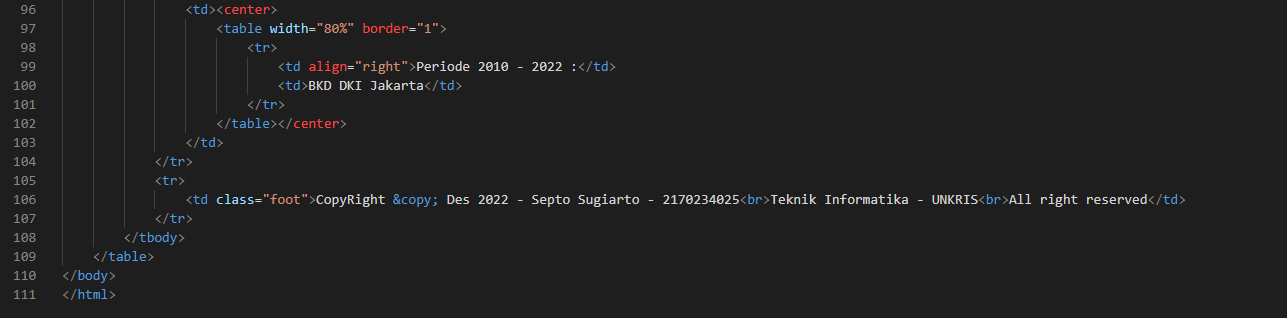 96 <td><center>
97 <table width="80%" border="1">
98 <tr>
99 <td align="right">Periode 2010 - 2022 :</td>
100 <td>BKD DKI Jakarta</td>
101 </tr>
102 </table></center>
103 </td>
104 </tr>
105 <tr>
106 <td class="foot">CopyRight &copy; Des 2022 - Septo Sugiarto - 2170234025<br>Teknik Informatika - UNKRIS<br>All right reserved</td>
107 </tr>
108 </tbody>
109 </table>
110 </body>
111 </html>